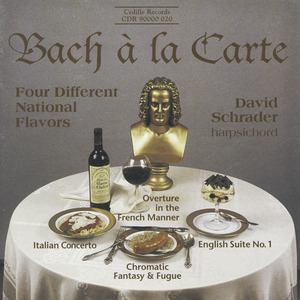 Cedille Records
CDR 90000 020
Bach à la Carte
Four Different
National
Flavors
David
Schrader
harpsichord
Overture
in the
French Manner
Italian Concerto
English Suite No. 1
Chromatic
Fantasy & Fugue